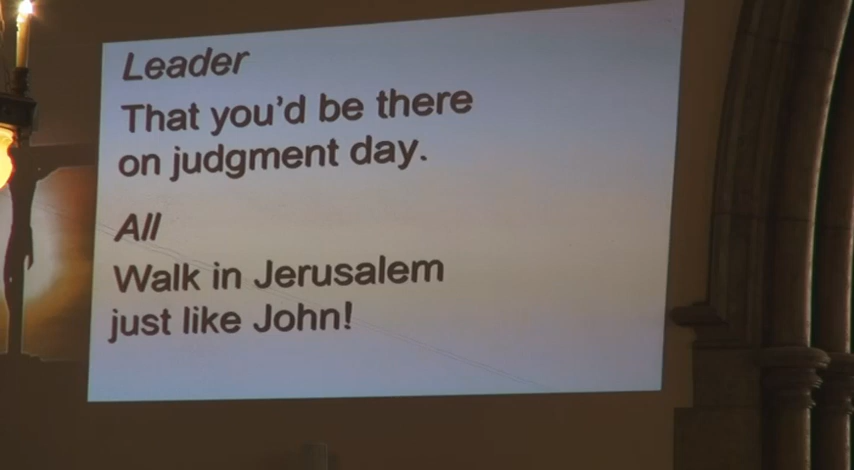 Leader
That you'd be there
on judgment day.
All
Walk in Jerusalem
just like John!